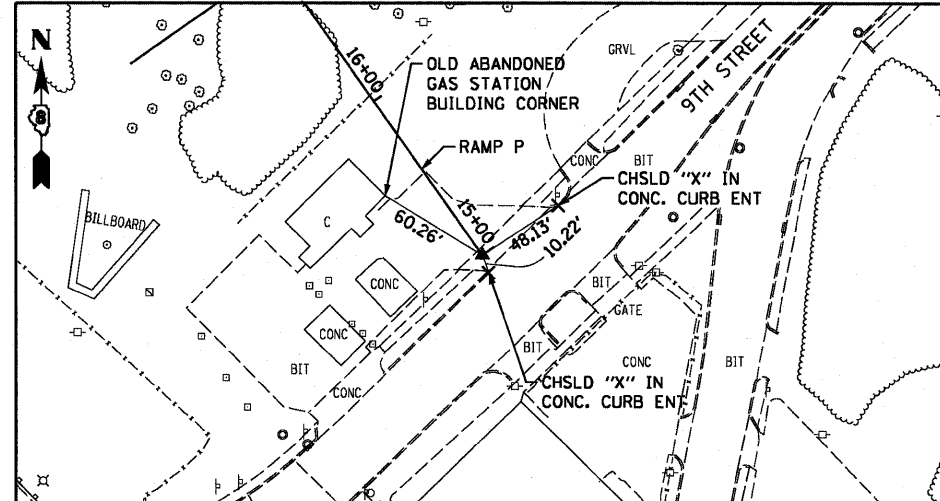 N
8
16+00
OLD ABANDONED
GAS STATION
BUILDING CORNER
GRVL
9TH STREET
RAMP P
CONC
BIT
CHSLD "X" IN
CONC. CURB ENT
BILLBOARD
C
60.26'
15+00
48.13'
10.22'
CONC
CONC
BIT
GATE
BIT
CONC
BIT
BIT
CONC
CHSLD "X" IN
CONC. CURB ENT